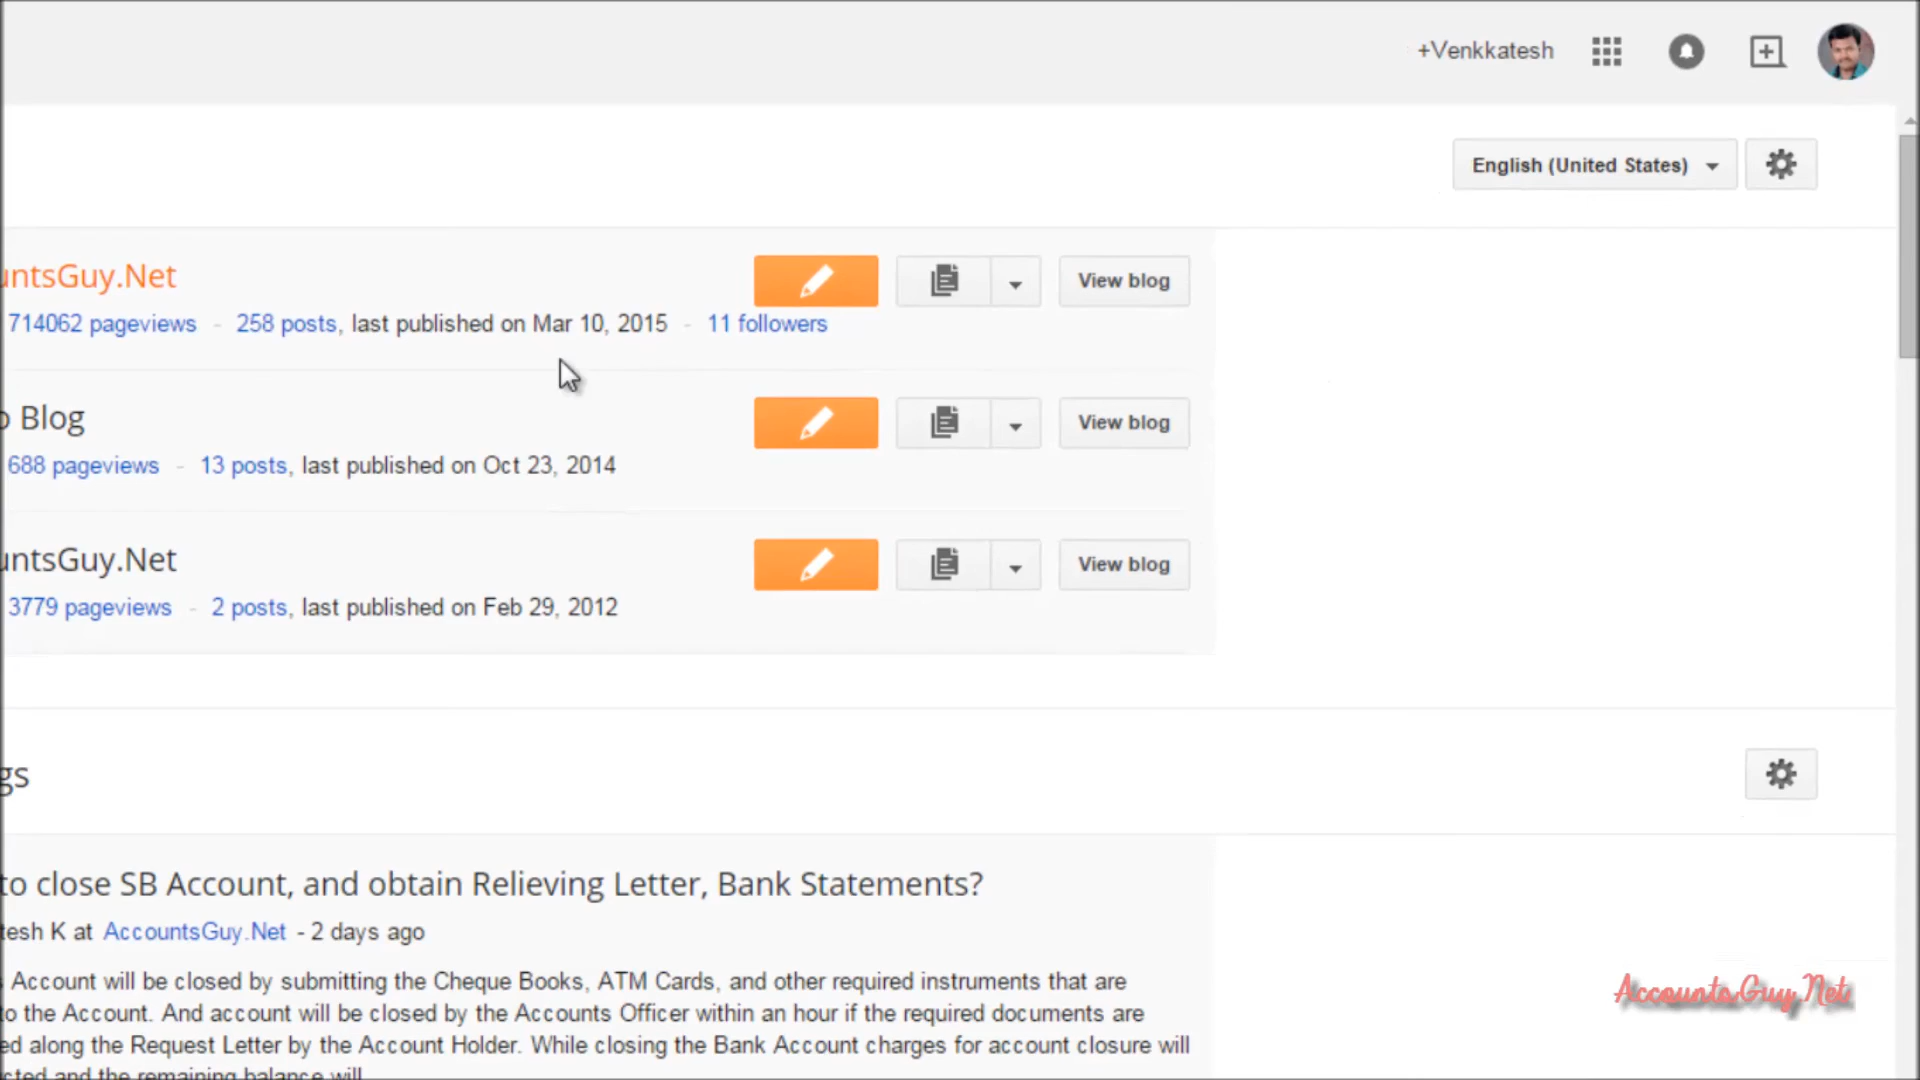 +Venkkatesh
English (United States)
untsGuy.Net
View blog
714062 pageviews - 258 posts, last published on Mar 10, 2015 - 11 followers
o Blog
View blog
688 pageviews - 13 posts, last published on Oct 23, 2014
untsGuy.Net
View blog
3779 pageviews - 2 posts, last published on Feb 29, 2012
gs
to close SB Account, and obtain Relieving Letter, Bank Statements?
tesh K at AccountsGuy.Net - 2 days ago
Account will be closed by submitting the Cheque Books, ATM Cards, and other required instruments that are
to the Account. And account will be closed by the Accounts Officer within an hour if the required documents are
ed along the Request Letter by the Account Holder. While closing the Bank Account charges for account closure will
cted and the remaining balance will
AccountsGuy.Net